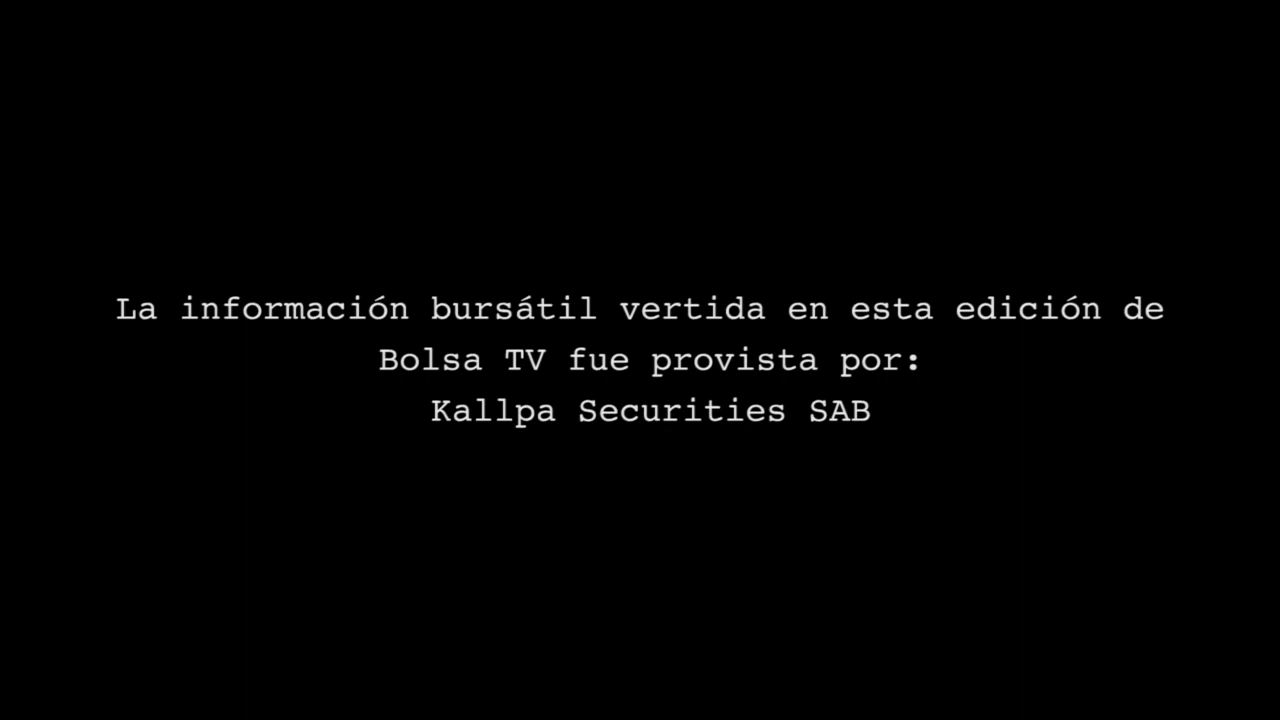 La información bursátil vertida en esta edición de
Bolsa TV fue provista por:
Kallpa Securities SAB